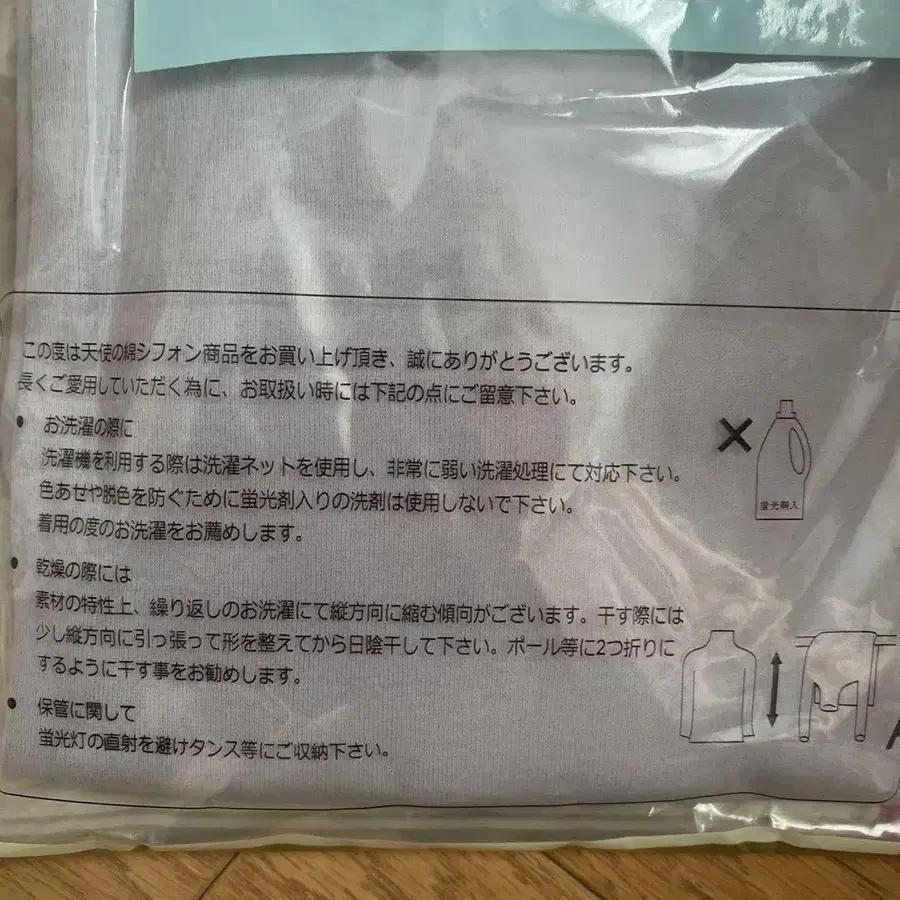 この度は天使の綿シフォン商品をお買い上げ頂き、誠にありがとうございます。
長くご愛用していただく為に、お取扱い時には下記の点にご留意下さい。
● お洗濯の際に
洗濯機を利用する際は洗濯ネットを使用し、非常に弱い洗濯処理にて対応下さい。
色あせや脱色を防ぐために蛍光剤入りの洗剤は使用しないで下さい。
着用の度のお洗濯をお薦めします。
● 乾燥の際には
素材の特性上、繰り返しのお洗濯にて縦方向に縮む傾向がございます。干す際には
少し縦方向に引っ張って形を整えてから日陰干して下さい。ポール等に2つ折りに
するように干す事をお勧めします。
● 保管に関して
蛍光灯の直射を避けタンス等にご収納下さい。
蛍光剤入